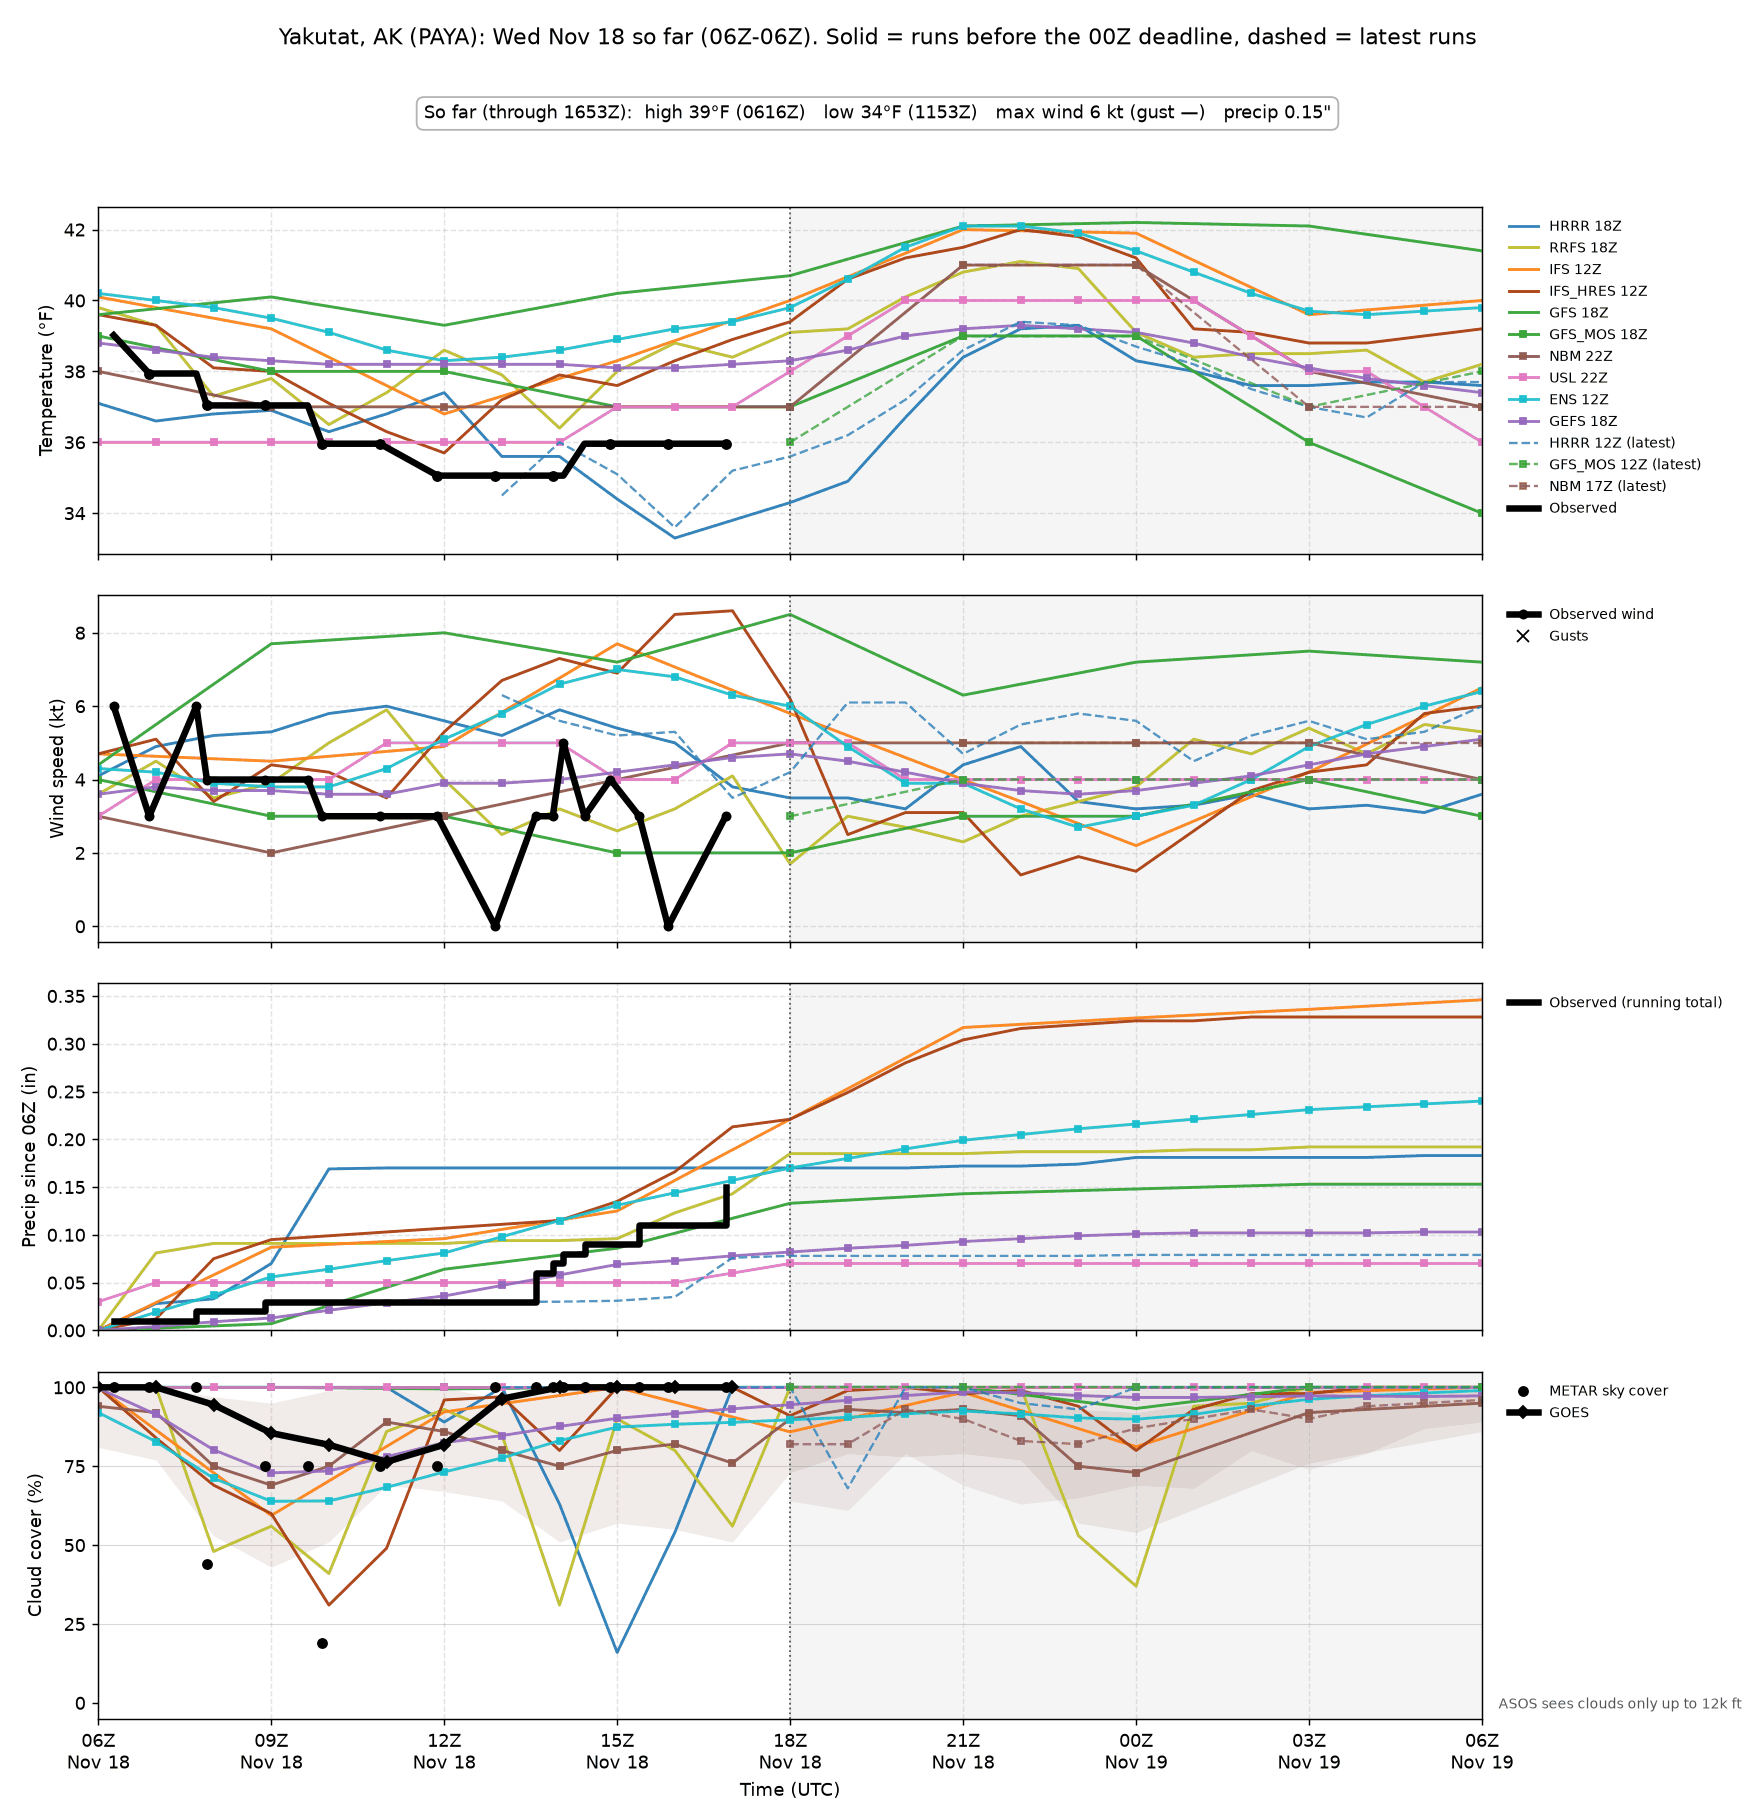 Yakutat, AK (PAYA): Wed Nov 18 so far (06Z-06Z). Solid = runs before the 00Z deadline, dashed = latest runs
So far (through 1653Z):  high 39°F (0616Z)   low 34°F (1153Z)   max wind 6 kt (gust —)   precip 0.15"
Temperature (°F)
42
40
38
36
34
HRRR 18Z
RRFS 18Z
IFS 12Z
IFS_HRES 12Z
GFS 18Z
GFS_MOS 18Z
NBM 22Z
USL 22Z
ENS 12Z
GEFS 18Z
HRRR 12Z (latest)
GFS_MOS 12Z (latest)
NBM 17Z (latest)
Observed
Wind speed (kt)
8
6
4
2
0
Observed wind
Gusts
Precip since 06Z (in)
0.35
0.30
0.25
0.20
0.15
0.10
0.05
0.00
Observed (running total)
Cloud cover (%)
100
75
50
25
0
METAR sky cover
GOES
ASOS sees clouds only up to 12k ft
06Z 09Z 12Z 15Z 18Z 21Z 00Z 03Z 06Z
Nov 18 Nov 18 Nov 18 Nov 18 Nov 18 Nov 18 Nov 19 Nov 19 Nov 19
Time (UTC)